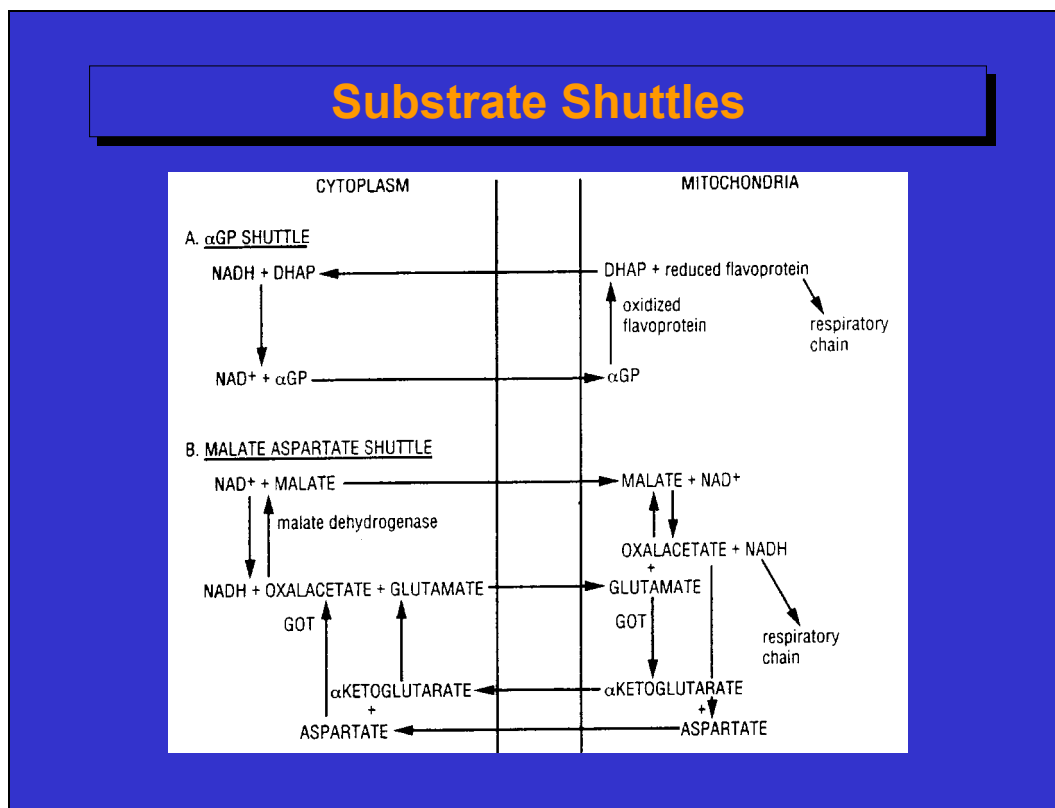 Substrate Shuttles
CYTOPLASM
MITOCHONDRIA
A. αGP SHUTTLE
NADH + DHAP
DHAP + reduced flavoprotein
oxidized
flavoprotein
respiratory
chain
NAD⁺ + αGP
αGP
B. MALATE ASPARTATE SHUTTLE
NAD⁺ + MALATE
MALATE + NAD⁺
malate dehydrogenase
OXALACETATE + NADH
+
NADH + OXALACETATE + GLUTAMATE
GLUTAMATE
GOT
GOT
respiratory
chain
αKETOGLUTARATE
αKETOGLUTARATE
+
+
ASPARTATE
ASPARTATE